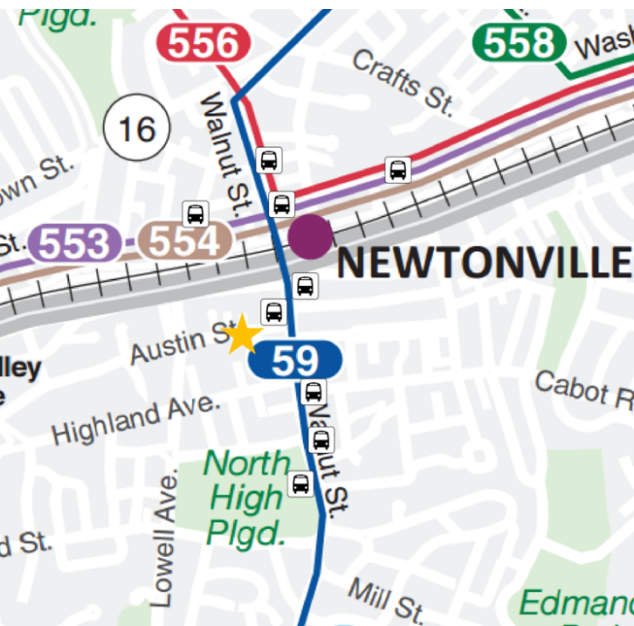 Plgd.
556
558
Wash
Crafts St.
Walnut St.
16
own St.
St.
553
554
NEWTONVILLE
Austin St.
lley
e
59
Cabot R
Highland Ave.
Walnut St.
North
High
Plgd.
Lowell Ave.
d St.
Mill St.
Edmand